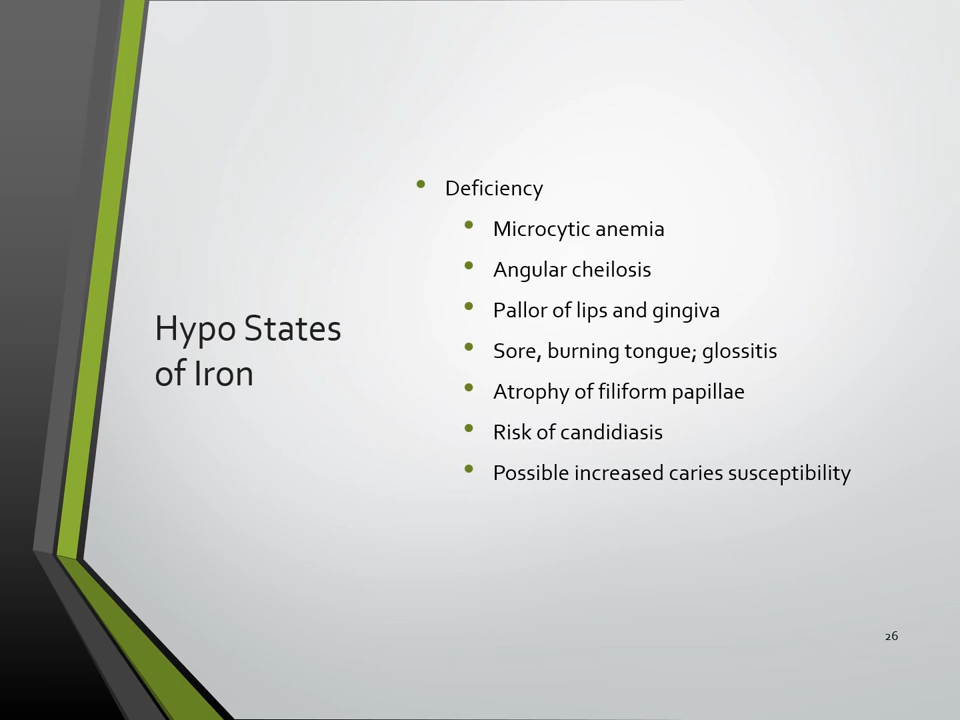 Hypo States
of Iron
• Deficiency
• Microcytic anemia
• Angular cheilosis
• Pallor of lips and gingiva
• Sore, burning tongue; glossitis
• Atrophy of filiform papillae
• Risk of candidiasis
• Possible increased caries susceptibility
26